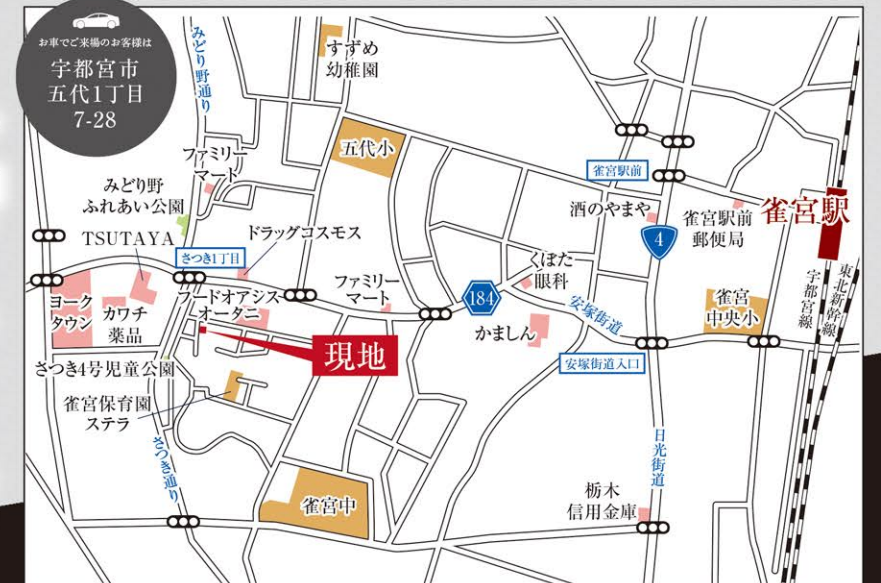 お車でご来場のお客様は
宇都宮市
五代1丁目
7-28
みどり野通り
すずめ
幼稚園
ファミリー
マート
五代小
雀宮駅前
みどり野
ふれあい公園
酒のやまや
雀宮駅前
郵便局
雀宮駅
4
TSUTAYA
ドラッグコスモス
さつき1丁目
くぼた
眼科
ヨーク
タウン
カワチ
薬品
フードオアシス
オータニ
ファミリー
マート
184
安塚街道
かましん
雀宮
中央小
宇都宮線
東北新幹線
現地
安塚街道入口
さつき4号児童公園
雀宮保育園
ステラ
さつき通り
日光街道
雀宮中
栃木
信用金庫